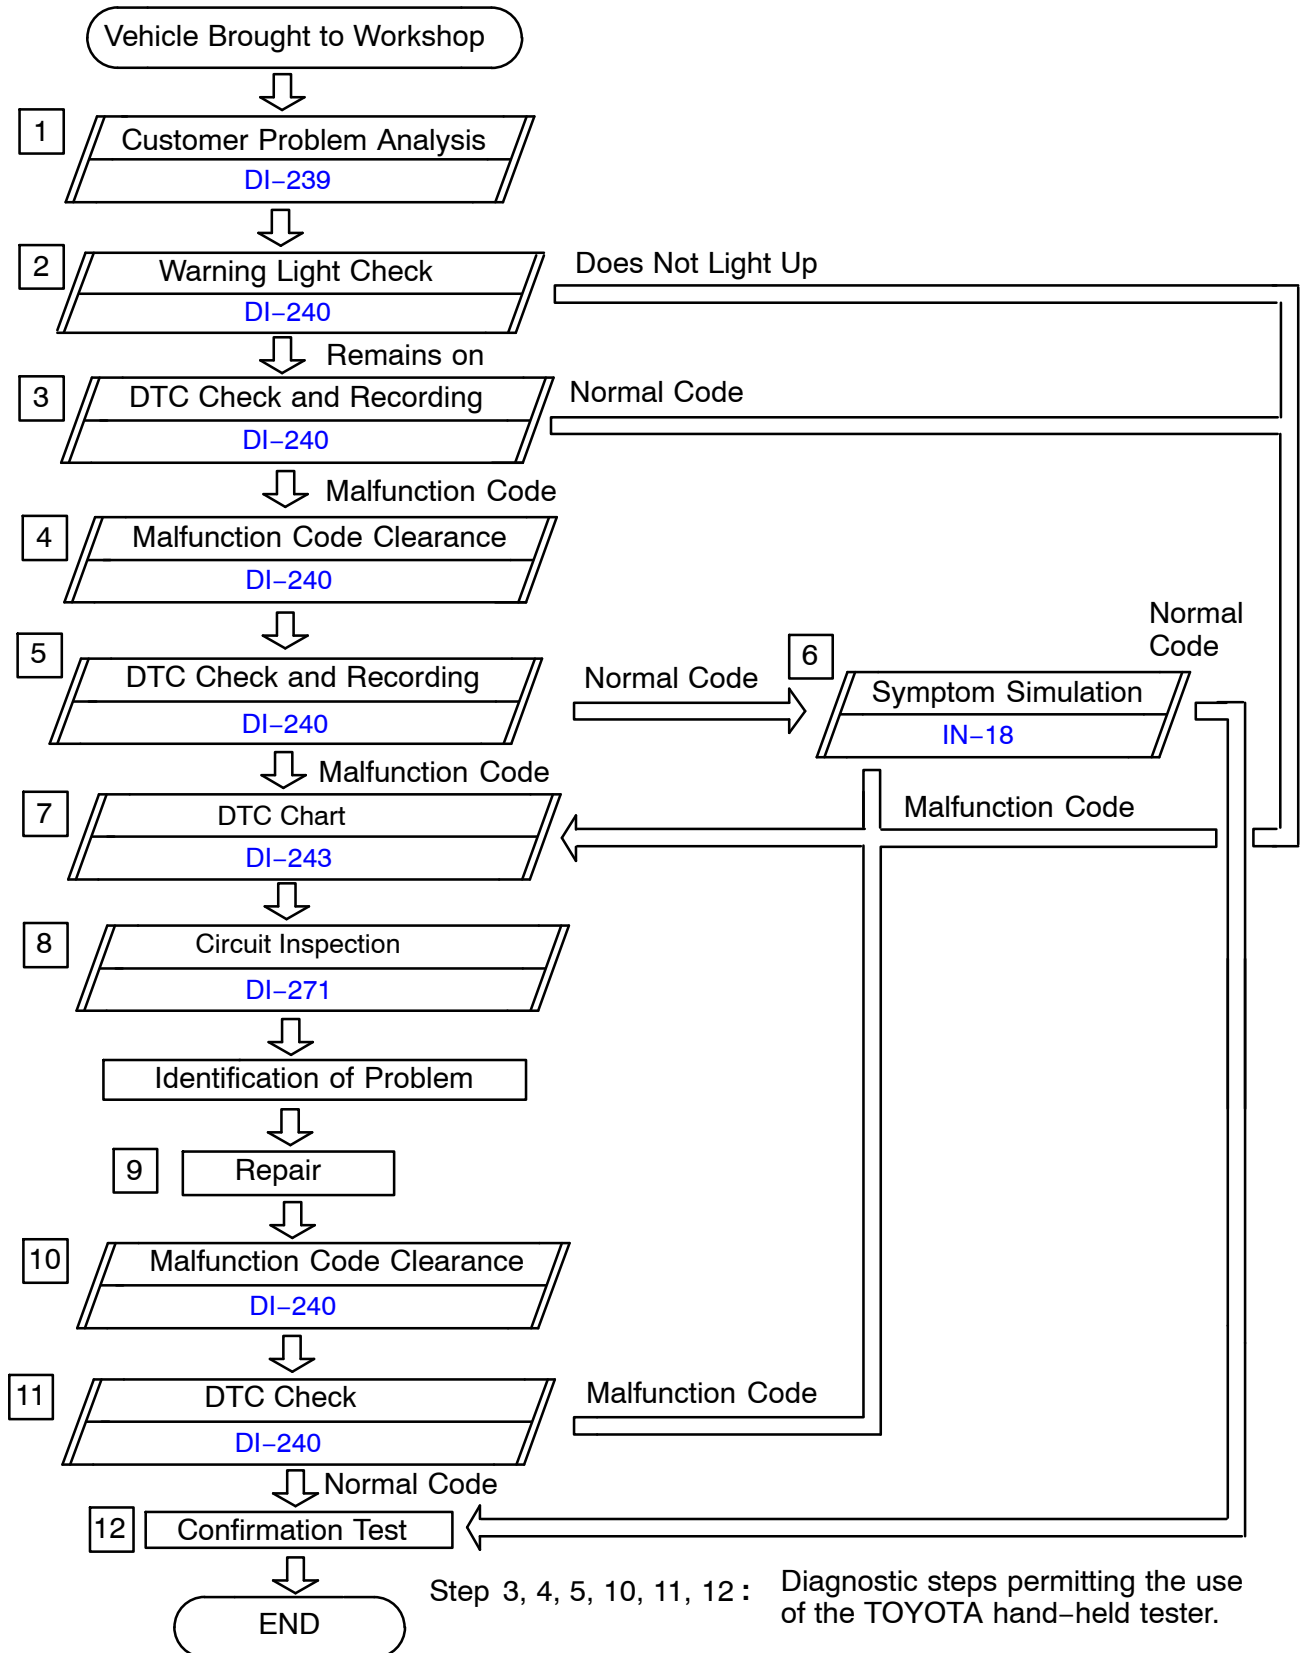 Vehicle Brought to Workshop
1
Customer Problem Analysis
DI−239
2
Warning Light Check
DI−240
Does Not Light Up
Remains on
3
DTC Check and Recording
DI−240
Normal Code
Malfunction Code
4
Malfunction Code Clearance
DI−240
5
DTC Check and Recording
DI−240
Normal Code
6
Symptom Simulation
IN−18
Normal
Code
Malfunction Code
Malfunction Code
7
DTC Chart
DI−243
8
Circuit Inspection
DI−271
Identification of Problem
9
Repair
10
Malfunction Code Clearance
DI−240
11
DTC Check
DI−240
Malfunction Code
Normal Code
12
Confirmation Test
END
Step 3, 4, 5, 10, 11, 12 :
Diagnostic steps permitting the use
of the TOYOTA hand−held tester.